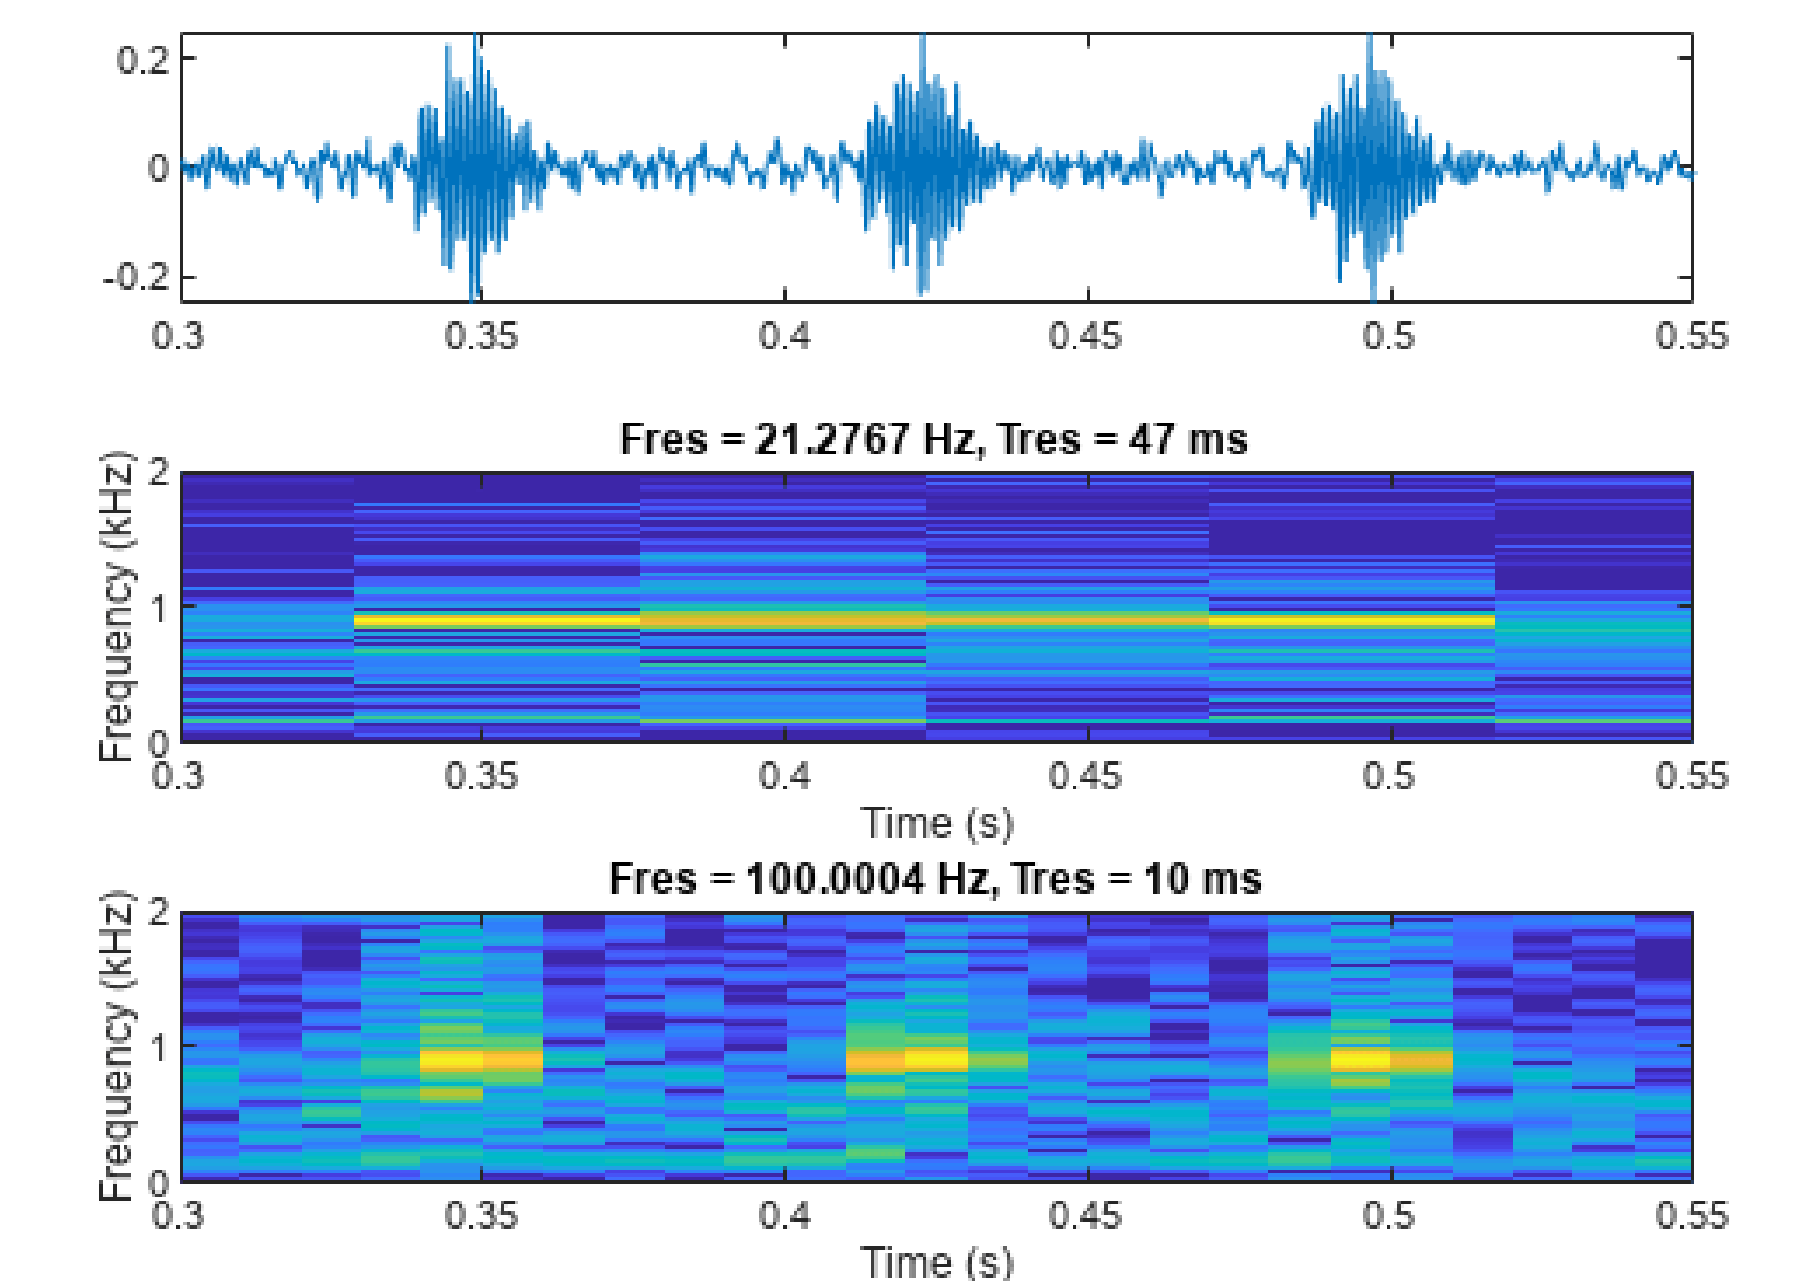 0.2
0
-0.2
0.3 0.35 0.4 0.45 0.5 0.55
Fres = 21.2767 Hz, Tres = 47 ms
Frequency (kHz)
2
1
0
0.3 0.35 0.4 0.45 0.5 0.55
Time (s)
Fres = 100.0004 Hz, Tres = 10 ms
Frequency (kHz)
2
1
0
0.3 0.35 0.4 0.45 0.5 0.55
Time (s)